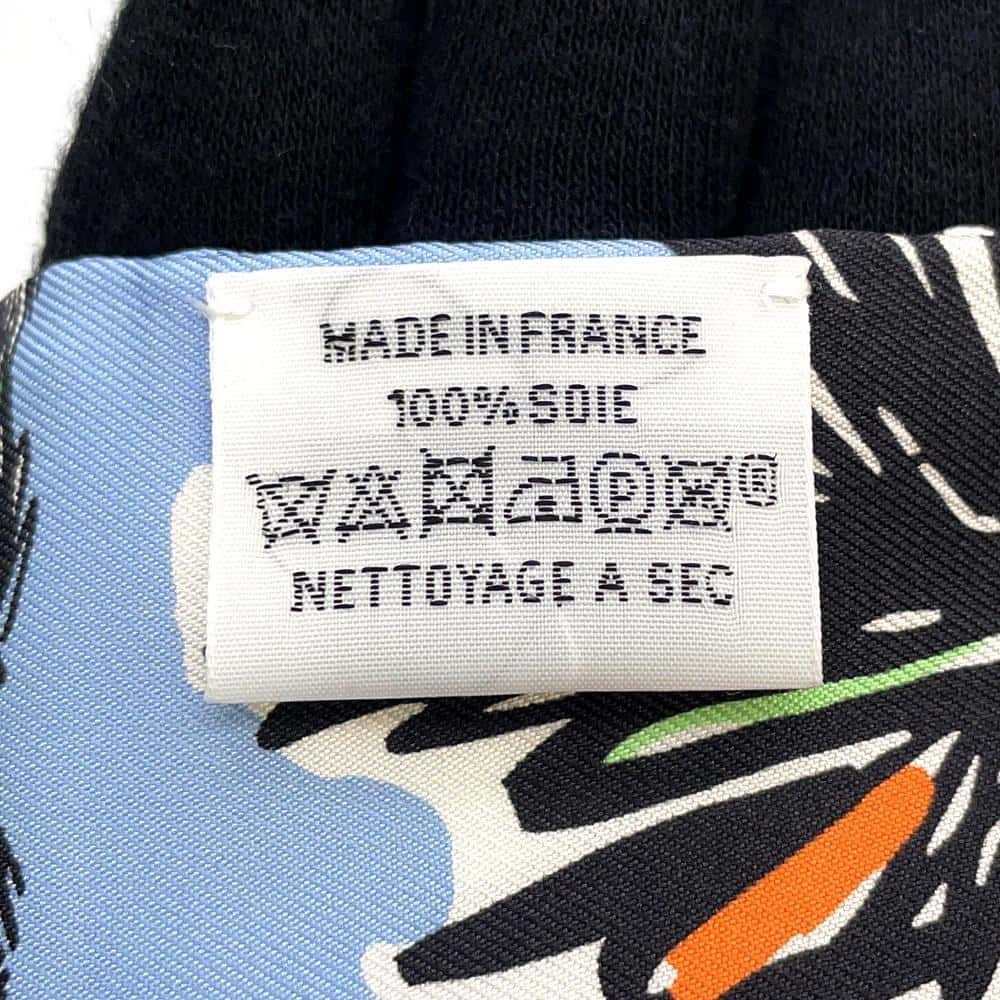 MADE IN FRANCE
100% SOIE
P
NETTOYAGE A SEC